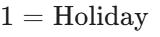 1 = Holiday